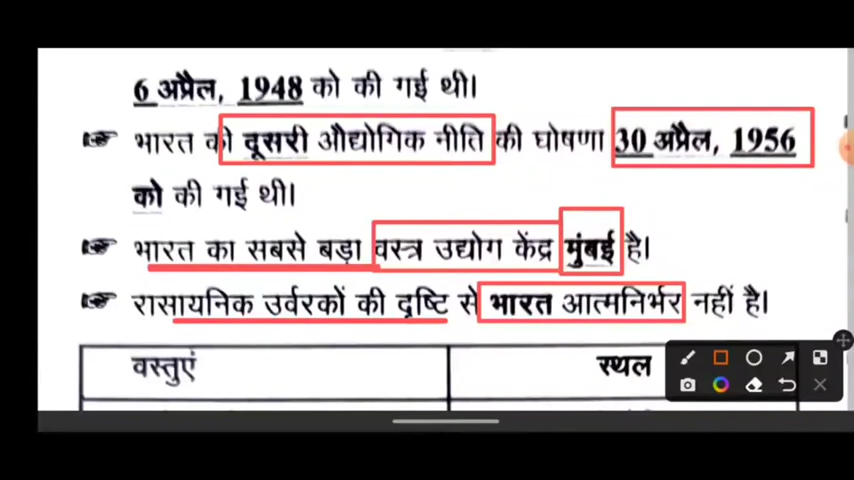 6 अप्रैल, 1948 को की गई थी।
भारत की दूसरी औद्योगिक नीति की घोषणा 30 अप्रैल, 1956
को की गई थी।
भारत का सबसे बड़ा वस्त्र उद्योग केंद्र मुंबई है।
रासायनिक उर्वरकों की दृष्टि से भारत आत्मनिर्भर नहीं है।
वस्तुएं स्थल